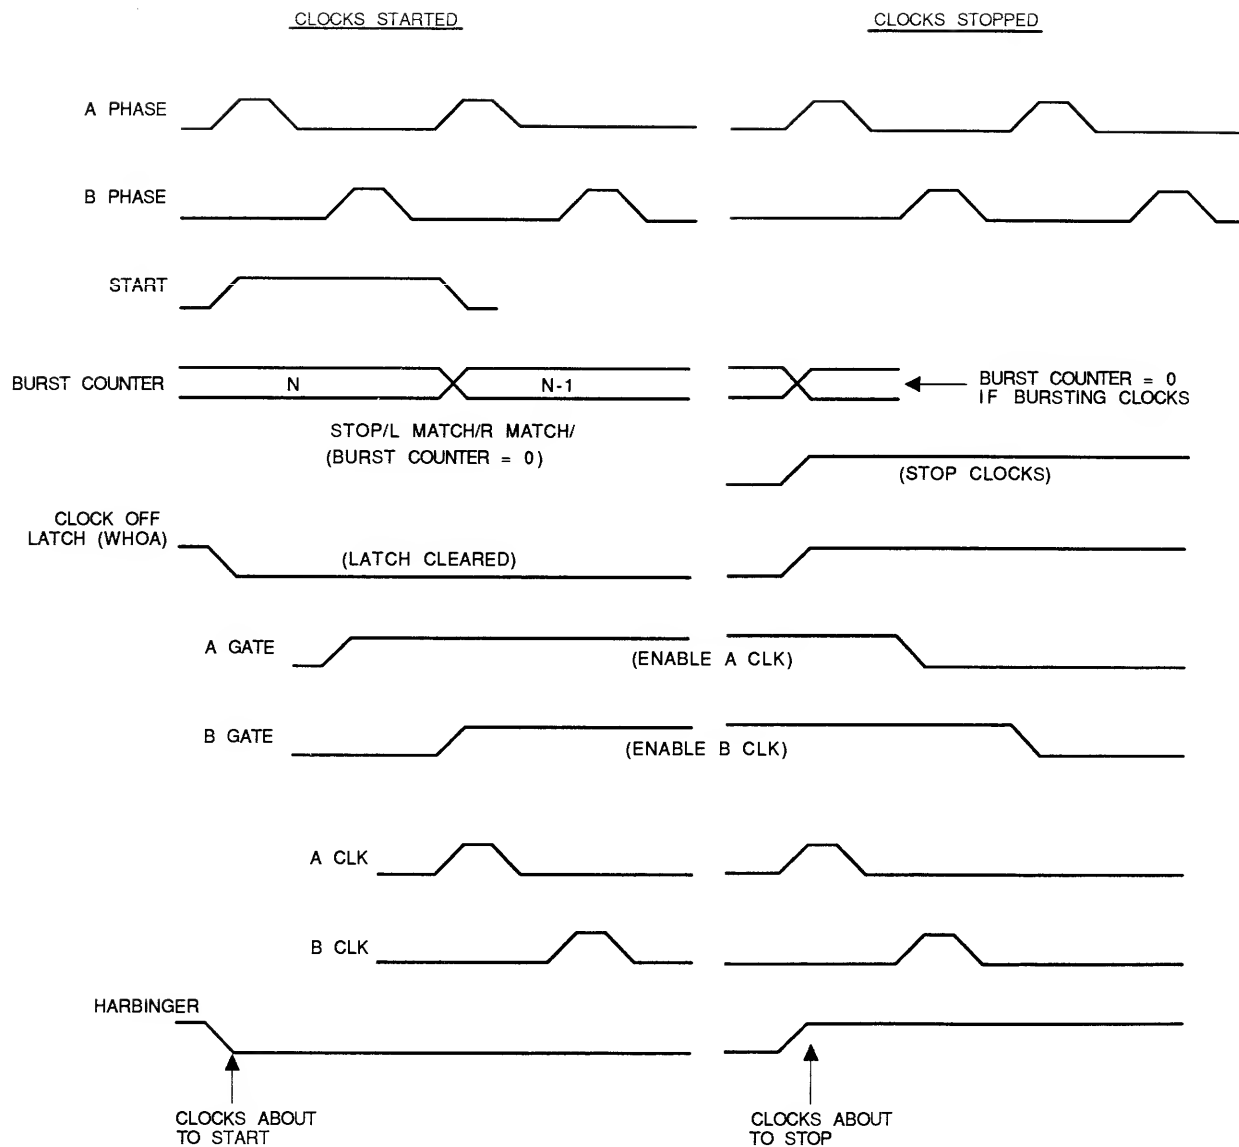 CLOCKS STARTED
CLOCKS STOPPED
A PHASE
B PHASE
START
BURST COUNTER
N
N-1
BURST COUNTER = 0
IF BURSTING CLOCKS
STOP/L MATCH/R MATCH/
(BURST COUNTER = 0)
(STOP CLOCKS)
CLOCK OFF
LATCH (WHOA)
(LATCH CLEARED)
A GATE
(ENABLE A CLK)
B GATE
(ENABLE B CLK)
A CLK
B CLK
HARBINGER
CLOCKS ABOUT
TO START
CLOCKS ABOUT
TO STOP